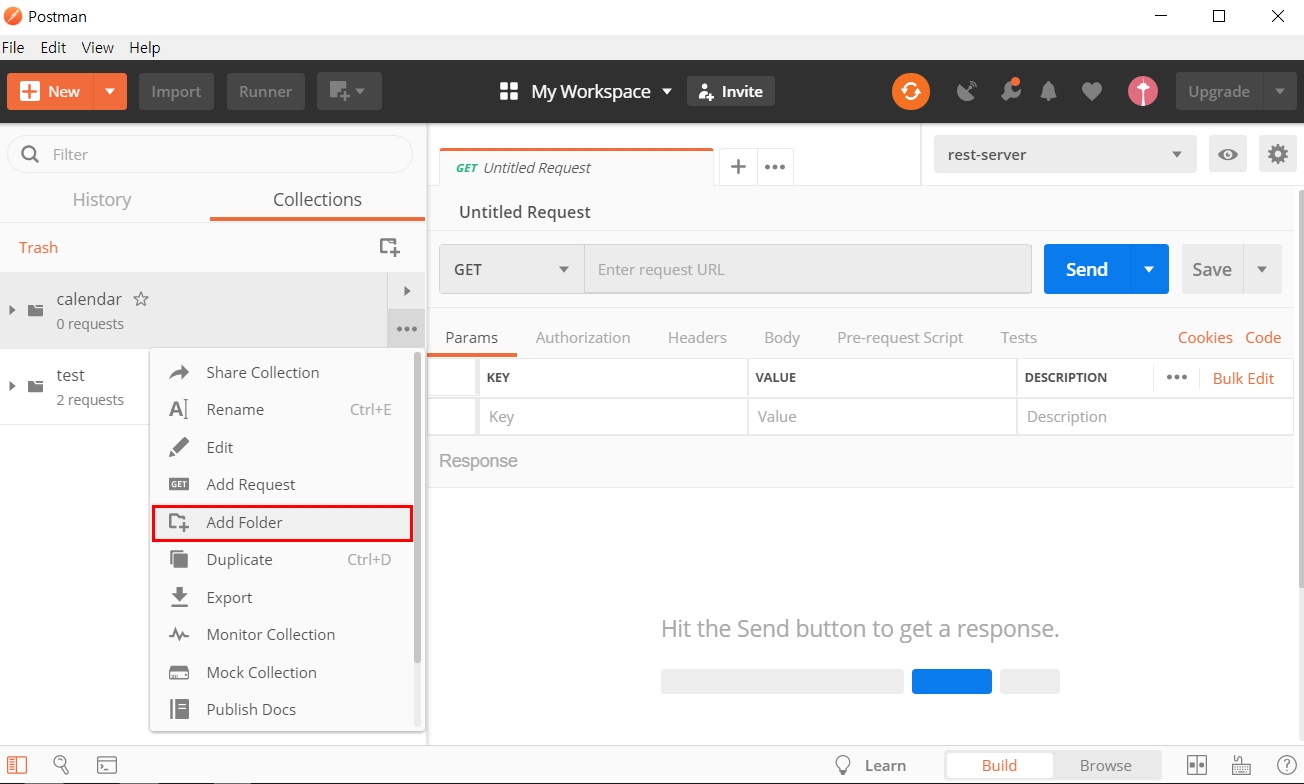 Postman
File Edit View Help
New Import Runner My Workspace Invite Upgrade
Filter
History Collections
Trash
calendar
0 requests
test
2 requests
Share Collection
Rename Ctrl+E
Edit
GET Add Request
Add Folder
Duplicate Ctrl+D
Export
Monitor Collection
Mock Collection
Publish Docs
GET Untitled Request
rest-server
Untitled Request
GET Enter request URL Send Save
Params Authorization Headers Body Pre-request Script Tests Cookies Code
KEY VALUE DESCRIPTION Bulk Edit
Key Value Description
Response
Hit the Send button to get a response.
Learn Build Browse